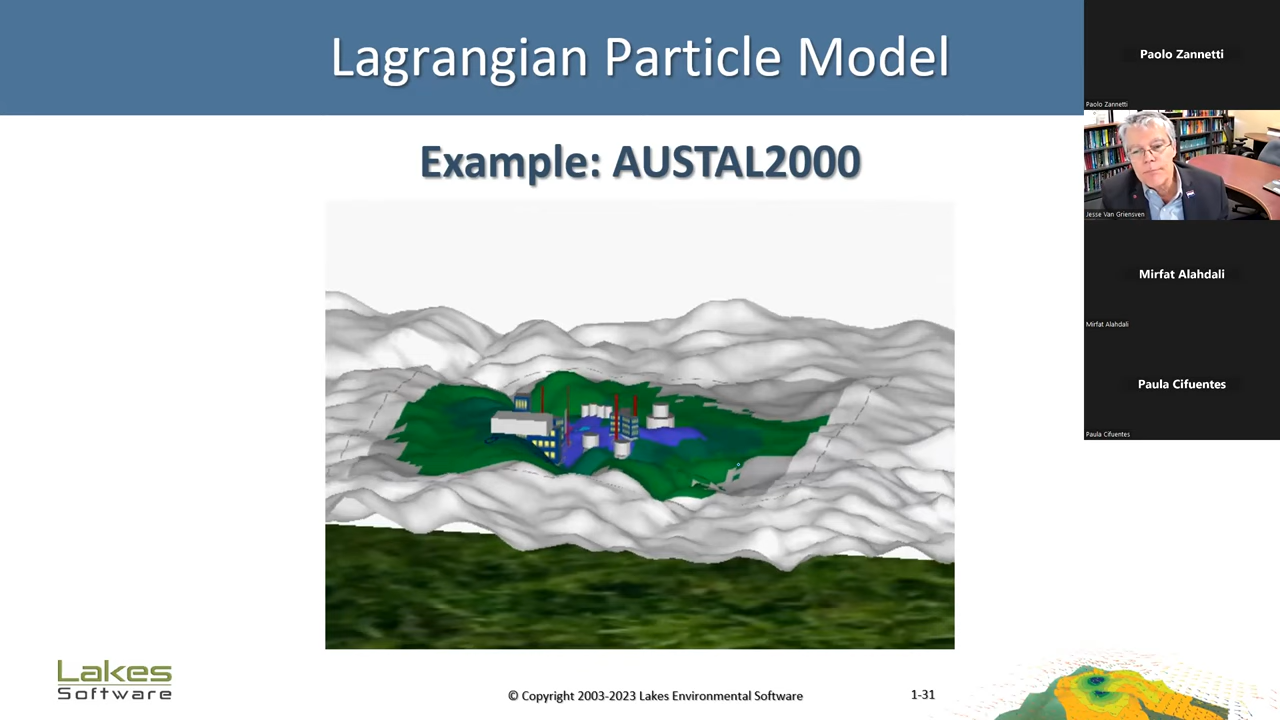 Lagrangian Particle Model
Example: AUSTAL2000
Lakes
Software
© Copyright 2003-2023 Lakes Environmental Software
1-31
Paolo Zannetti
Paolo Zannetti
Jesse Van Griensven
Mirfat Alahdali
Mirfat Alahdali
Paula Cifuentes
Paula Cifuentes